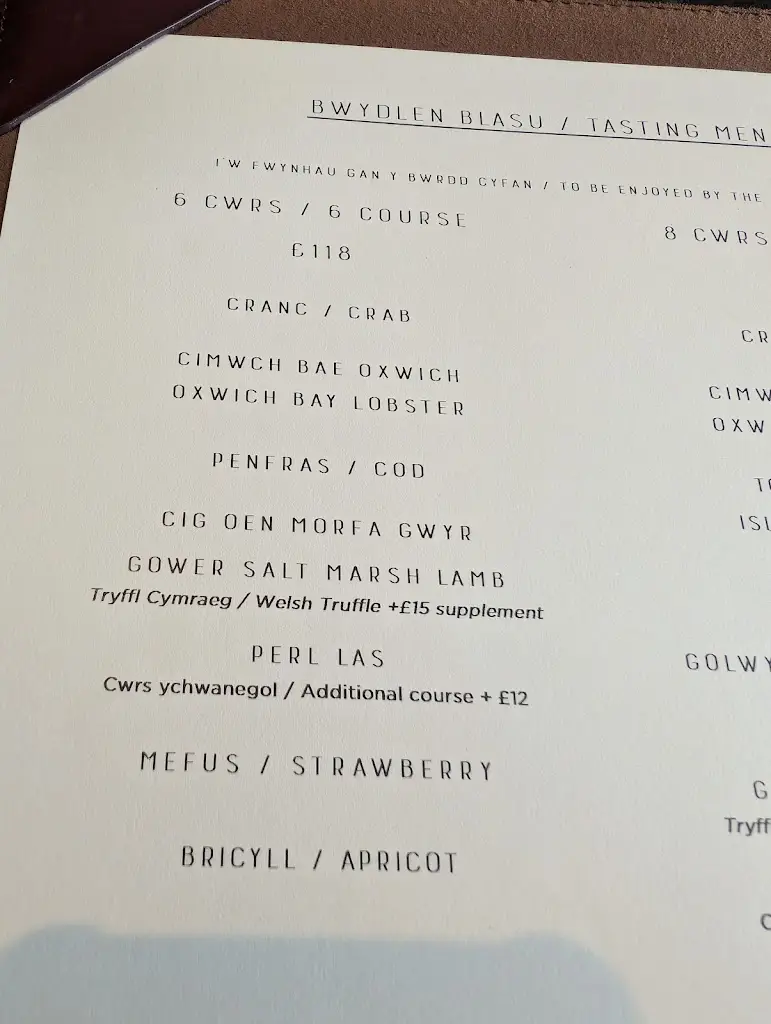 BWYDLEN BLASU / TASTING MEN
I'W FWYNHAU GAN Y BWRDD CYFAN / TO BE ENJOYED BY THE
6 CWRS / 6 COURSE
£118
CRANC / CRAB
CIMWCH BAE OXWICH
OXWICH BAY LOBSTER
PENFRAS / COD
CIG OEN MORFA GWYR
GOWER SALT MARSH LAMB
Tryffl Cymraeg / Welsh Truffle +£15 supplement
PERL LAS
Cwrs ychwanegol / Additional course + £12
MEFUS / STRAWBERRY
BRICYLL / APRICOT
8 CWRS
CR
CIMW
OXW
TO
ISL
GOLWY
G
Tryff
C